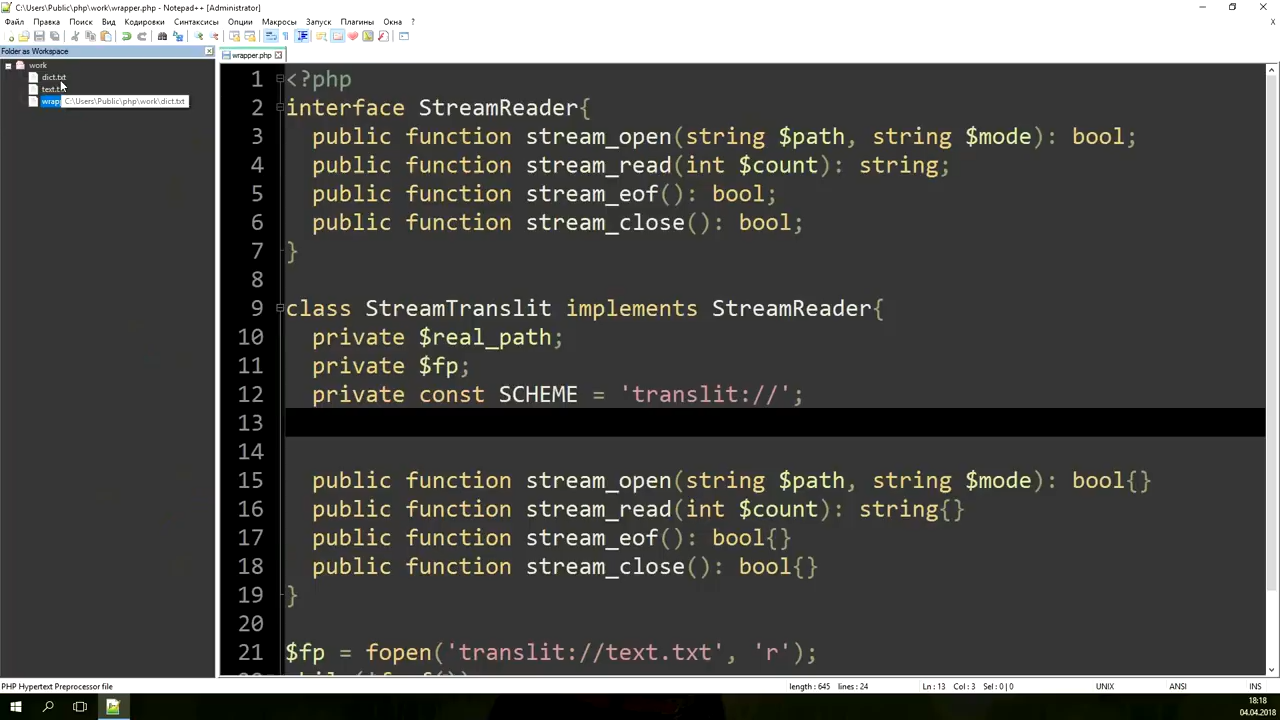 C:\Users\Public\php\work\wrapper.php - Notepad++ [Administrator]
Файл Правка Поиск Вид Кодировки Синтаксисы Опции Макросы Запуск Плагины Окна ?
X
Folder as Workspace
wrapper.php
work
dict.txt
text.t
wrap
C:\Users\Public\php\work\dict.txt
1 <?php
2 interface StreamReader{
3 public function stream_open(string $path, string $mode): bool;
4 public function stream_read(int $count): string;
5 public function stream_eof(): bool;
6 public function stream_close(): bool;
7 }
8
9 class StreamTranslit implements StreamReader{
10 private $real_path;
11 private $fp;
12 private const SCHEME = 'translit://';
13
14
15 public function stream_open(string $path, string $mode): bool{}
16 public function stream_read(int $count): string{}
17 public function stream_eof(): bool{}
18 public function stream_close(): bool{}
19 }
20
21 $fp = fopen('translit://text.txt', 'r');
PHP Hypertext Preprocessor file
length : 645 lines : 24
Ln : 13 Col : 3 Sel : 0 | 0
UNIX
ANSI
INS
18:18
04.04.2018